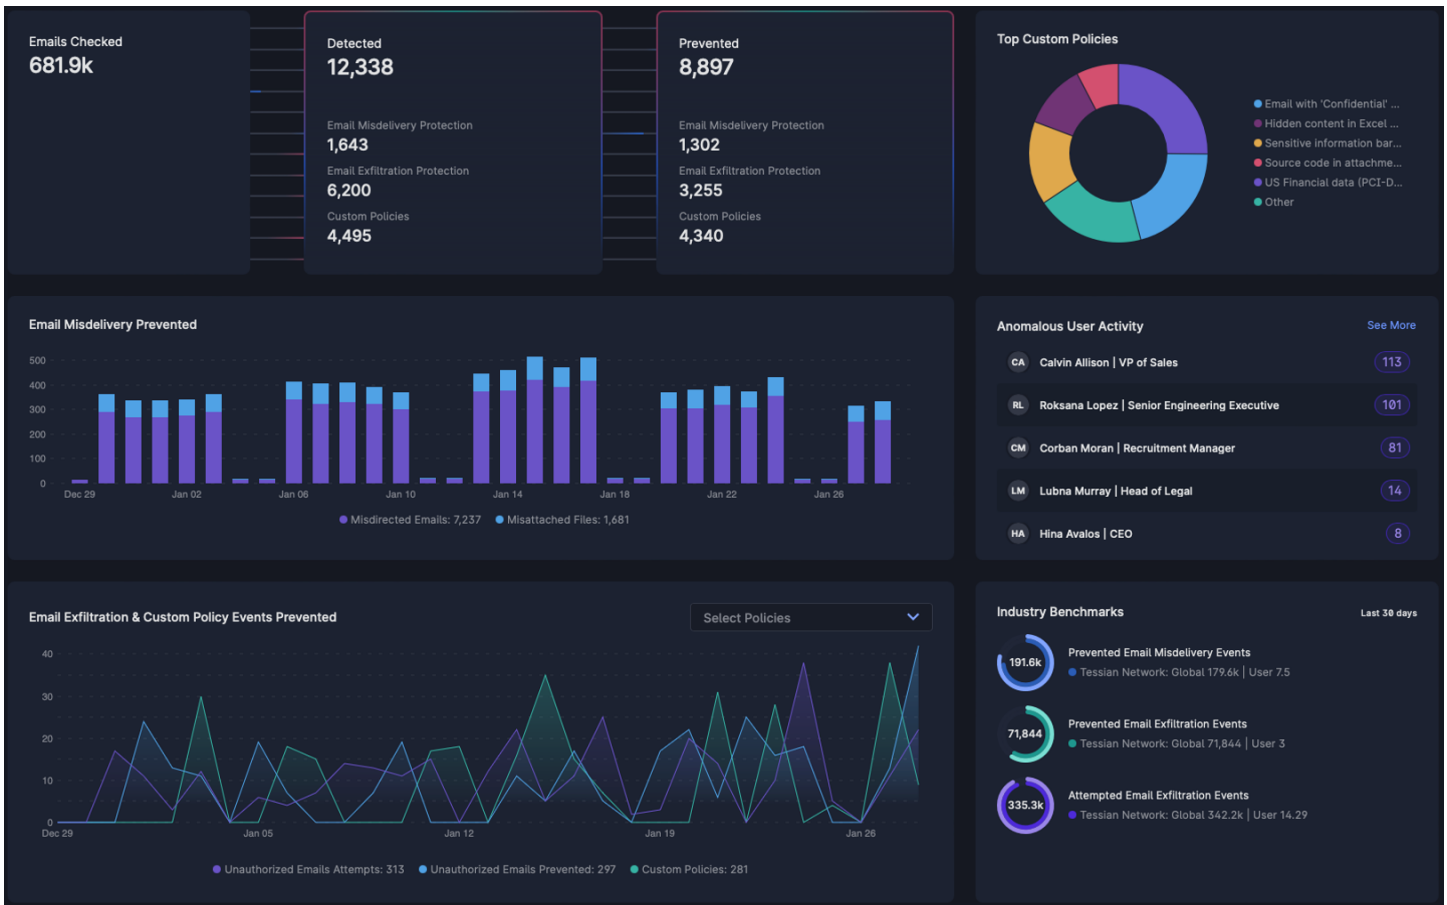 Emails Checked
681.9k
Detected
12,338
Email Misdelivery Protection
1,643
Email Exfiltration Protection
6,200
Custom Policies
4,495
Prevented
8,897
Email Misdelivery Protection
1,302
Email Exfiltration Protection
3,255
Custom Policies
4,340
Top Custom Policies
Email with 'Confidential' ...
Hidden content in Excel ...
Sensitive information bar...
Source code in attachme...
US Financial data (PCI-D...
Other
Email Misdelivery Prevented
500
400
300
200
100
0
Dec 29 Jan 02 Jan 06 Jan 10 Jan 14 Jan 18 Jan 22 Jan 26
Misdirected Emails: 7,237 Misattached Files: 1,681
Anomalous User Activity See More
CA Calvin Allison | VP of Sales 113
RL Roksana Lopez | Senior Engineering Executive 101
CM Corban Moran | Recruitment Manager 81
LM Lubna Murray | Head of Legal 14
HA Hina Avalos | CEO 8
Email Exfiltration & Custom Policy Events Prevented
Select Policies
40
30
20
10
0
Dec 29 Jan 05 Jan 12 Jan 19 Jan 26
Unauthorized Emails Attempts: 313 Unauthorized Emails Prevented: 297 Custom Policies: 281
Industry Benchmarks Last 30 days
191.6k
Prevented Email Misdelivery Events
Tessian Network: Global 179.6k | User 7.5
71,844
Prevented Email Exfiltration Events
Tessian Network: Global 71,844 | User 3
335.3k
Attempted Email Exfiltration Events
Tessian Network: Global 342.2k | User 14.29